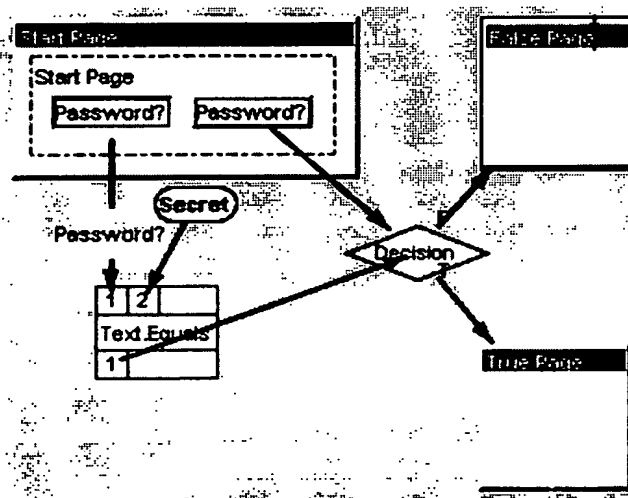 Start Page
False Page
Start Page
Password? Password?
Secret
Password?
F
Decision
T
1 2
Text.Equals
1
True Page